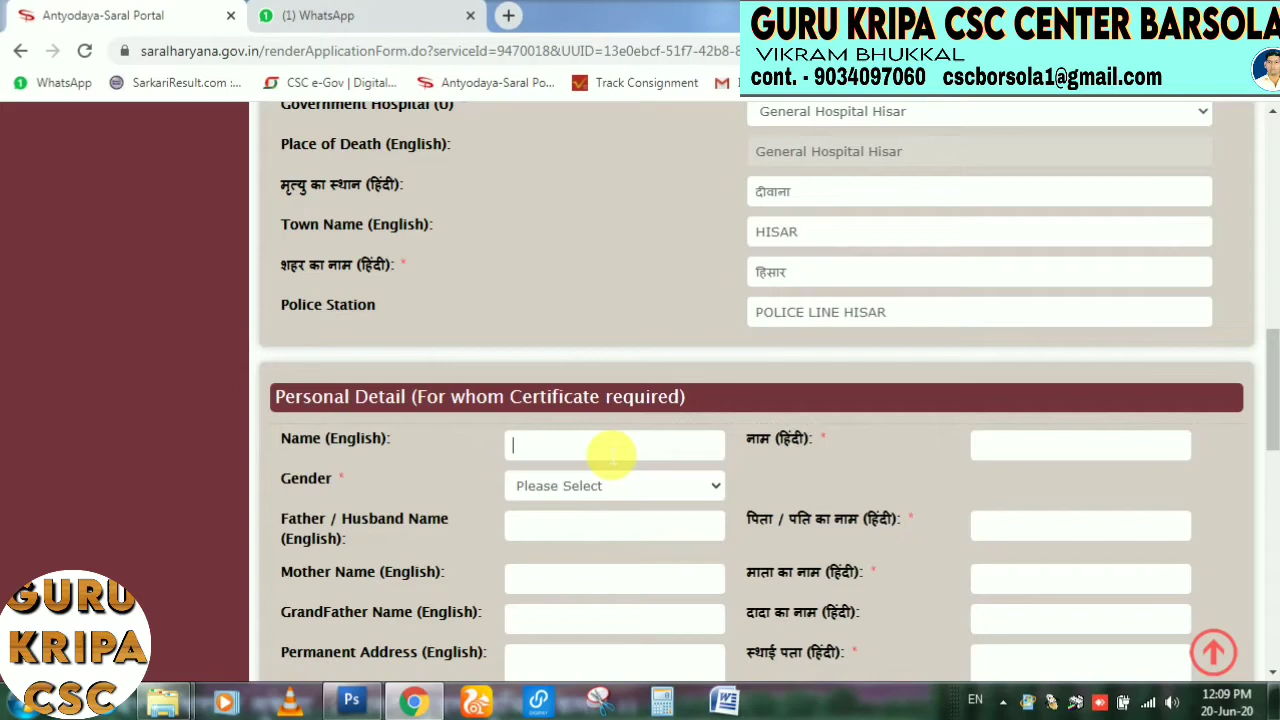 Antyodaya-Saral Portal
(1) WhatsApp
GURU KRIPA CSC CENTER BARSOLA
VIKRAM BHUKKAL
cont. - 9034097060 cscborsola1@gmail.com
saralharyana.gov.in/renderApplicationForm.do?serviceId=9470018&UUID=13e0ebcf-51f7-42b8-8
WhatsApp
SarkariResult.com :...
CSC e-Gov | Digital...
Antyodaya-Saral Po...
Track Consignment
Government Hospital (U)
General Hospital Hisar
Place of Death (English):
General Hospital Hisar
मृत्यु का स्थान (हिंदी):
दीवाना
Town Name (English):
HISAR
शहर का नाम (हिंदी): *
हिसार
Police Station
POLICE LINE HISAR
Personal Detail (For whom Certificate required)
Name (English):
नाम (हिंदी): *
Gender *
Please Select
Father / Husband Name
(English):
पिता / पति का नाम (हिंदी): *
Mother Name (English):
माता का नाम (हिंदी): *
GrandFather Name (English):
दादा का नाम (हिंदी):
Permanent Address (English):
स्थाई पता (हिंदी): *
GURU
KRIPA
CSC
Ps
EN
12:09 PM
20-Jun-20